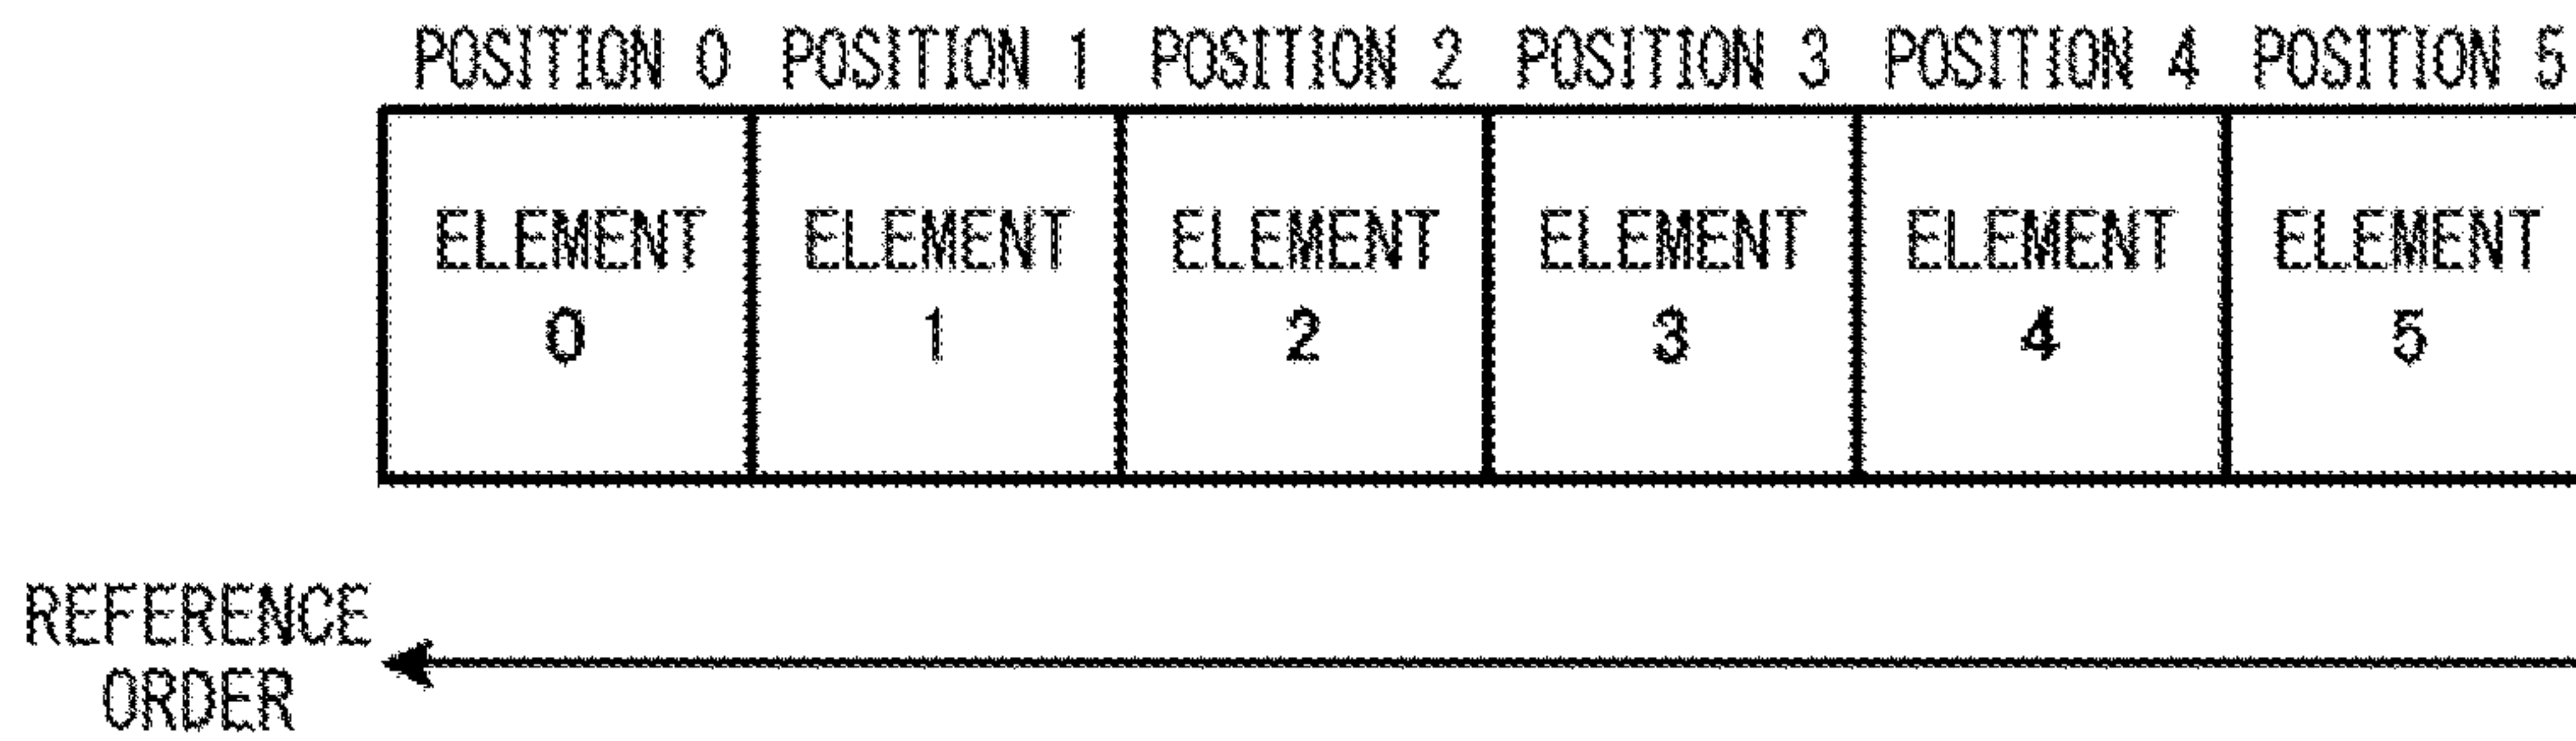 POSITION 0 POSITION 1 POSITION 2 POSITION 3 POSITION 4 POSITION 5
ELEMENT ELEMENT ELEMENT ELEMENT ELEMENT ELEMENT
0 1 2 3 4 5
REFERENCE
ORDER